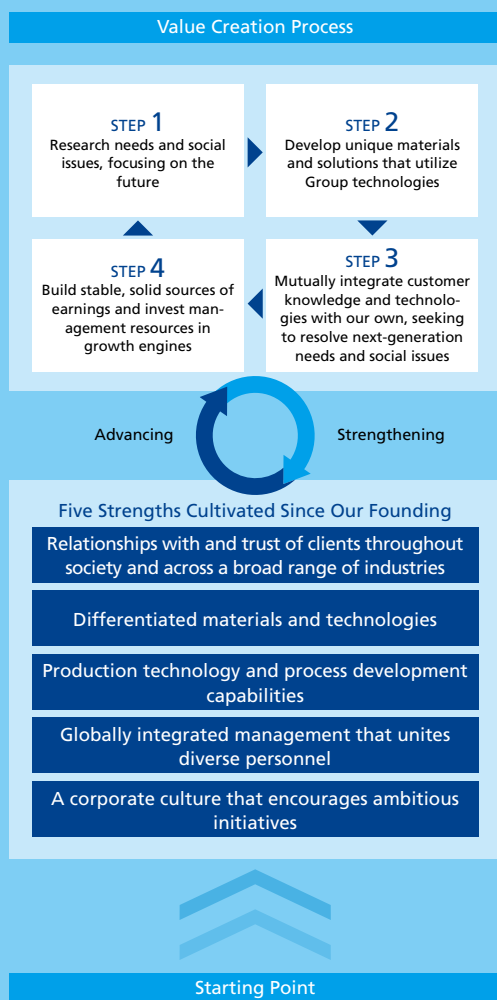 Value Creation Process
STEP 1
Research needs and social
issues, focusing on the
future
STEP 2
Develop unique materials
and solutions that utilize
Group technologies
STEP 3
Mutually integrate customer
knowledge and technolo-
gies with our own, seeking
to resolve next-generation
needs and social issues
STEP 4
Build stable, solid sources of
earnings and invest man-
agement resources in
growth engines
Advancing
Strengthening
Five Strengths Cultivated Since Our Founding
Relationships with and trust of clients throughout
society and across a broad range of industries
Differentiated materials and technologies
Production technology and process development
capabilities
Globally integrated management that unites
diverse personnel
A corporate culture that encourages ambitious
initiatives
Starting Point